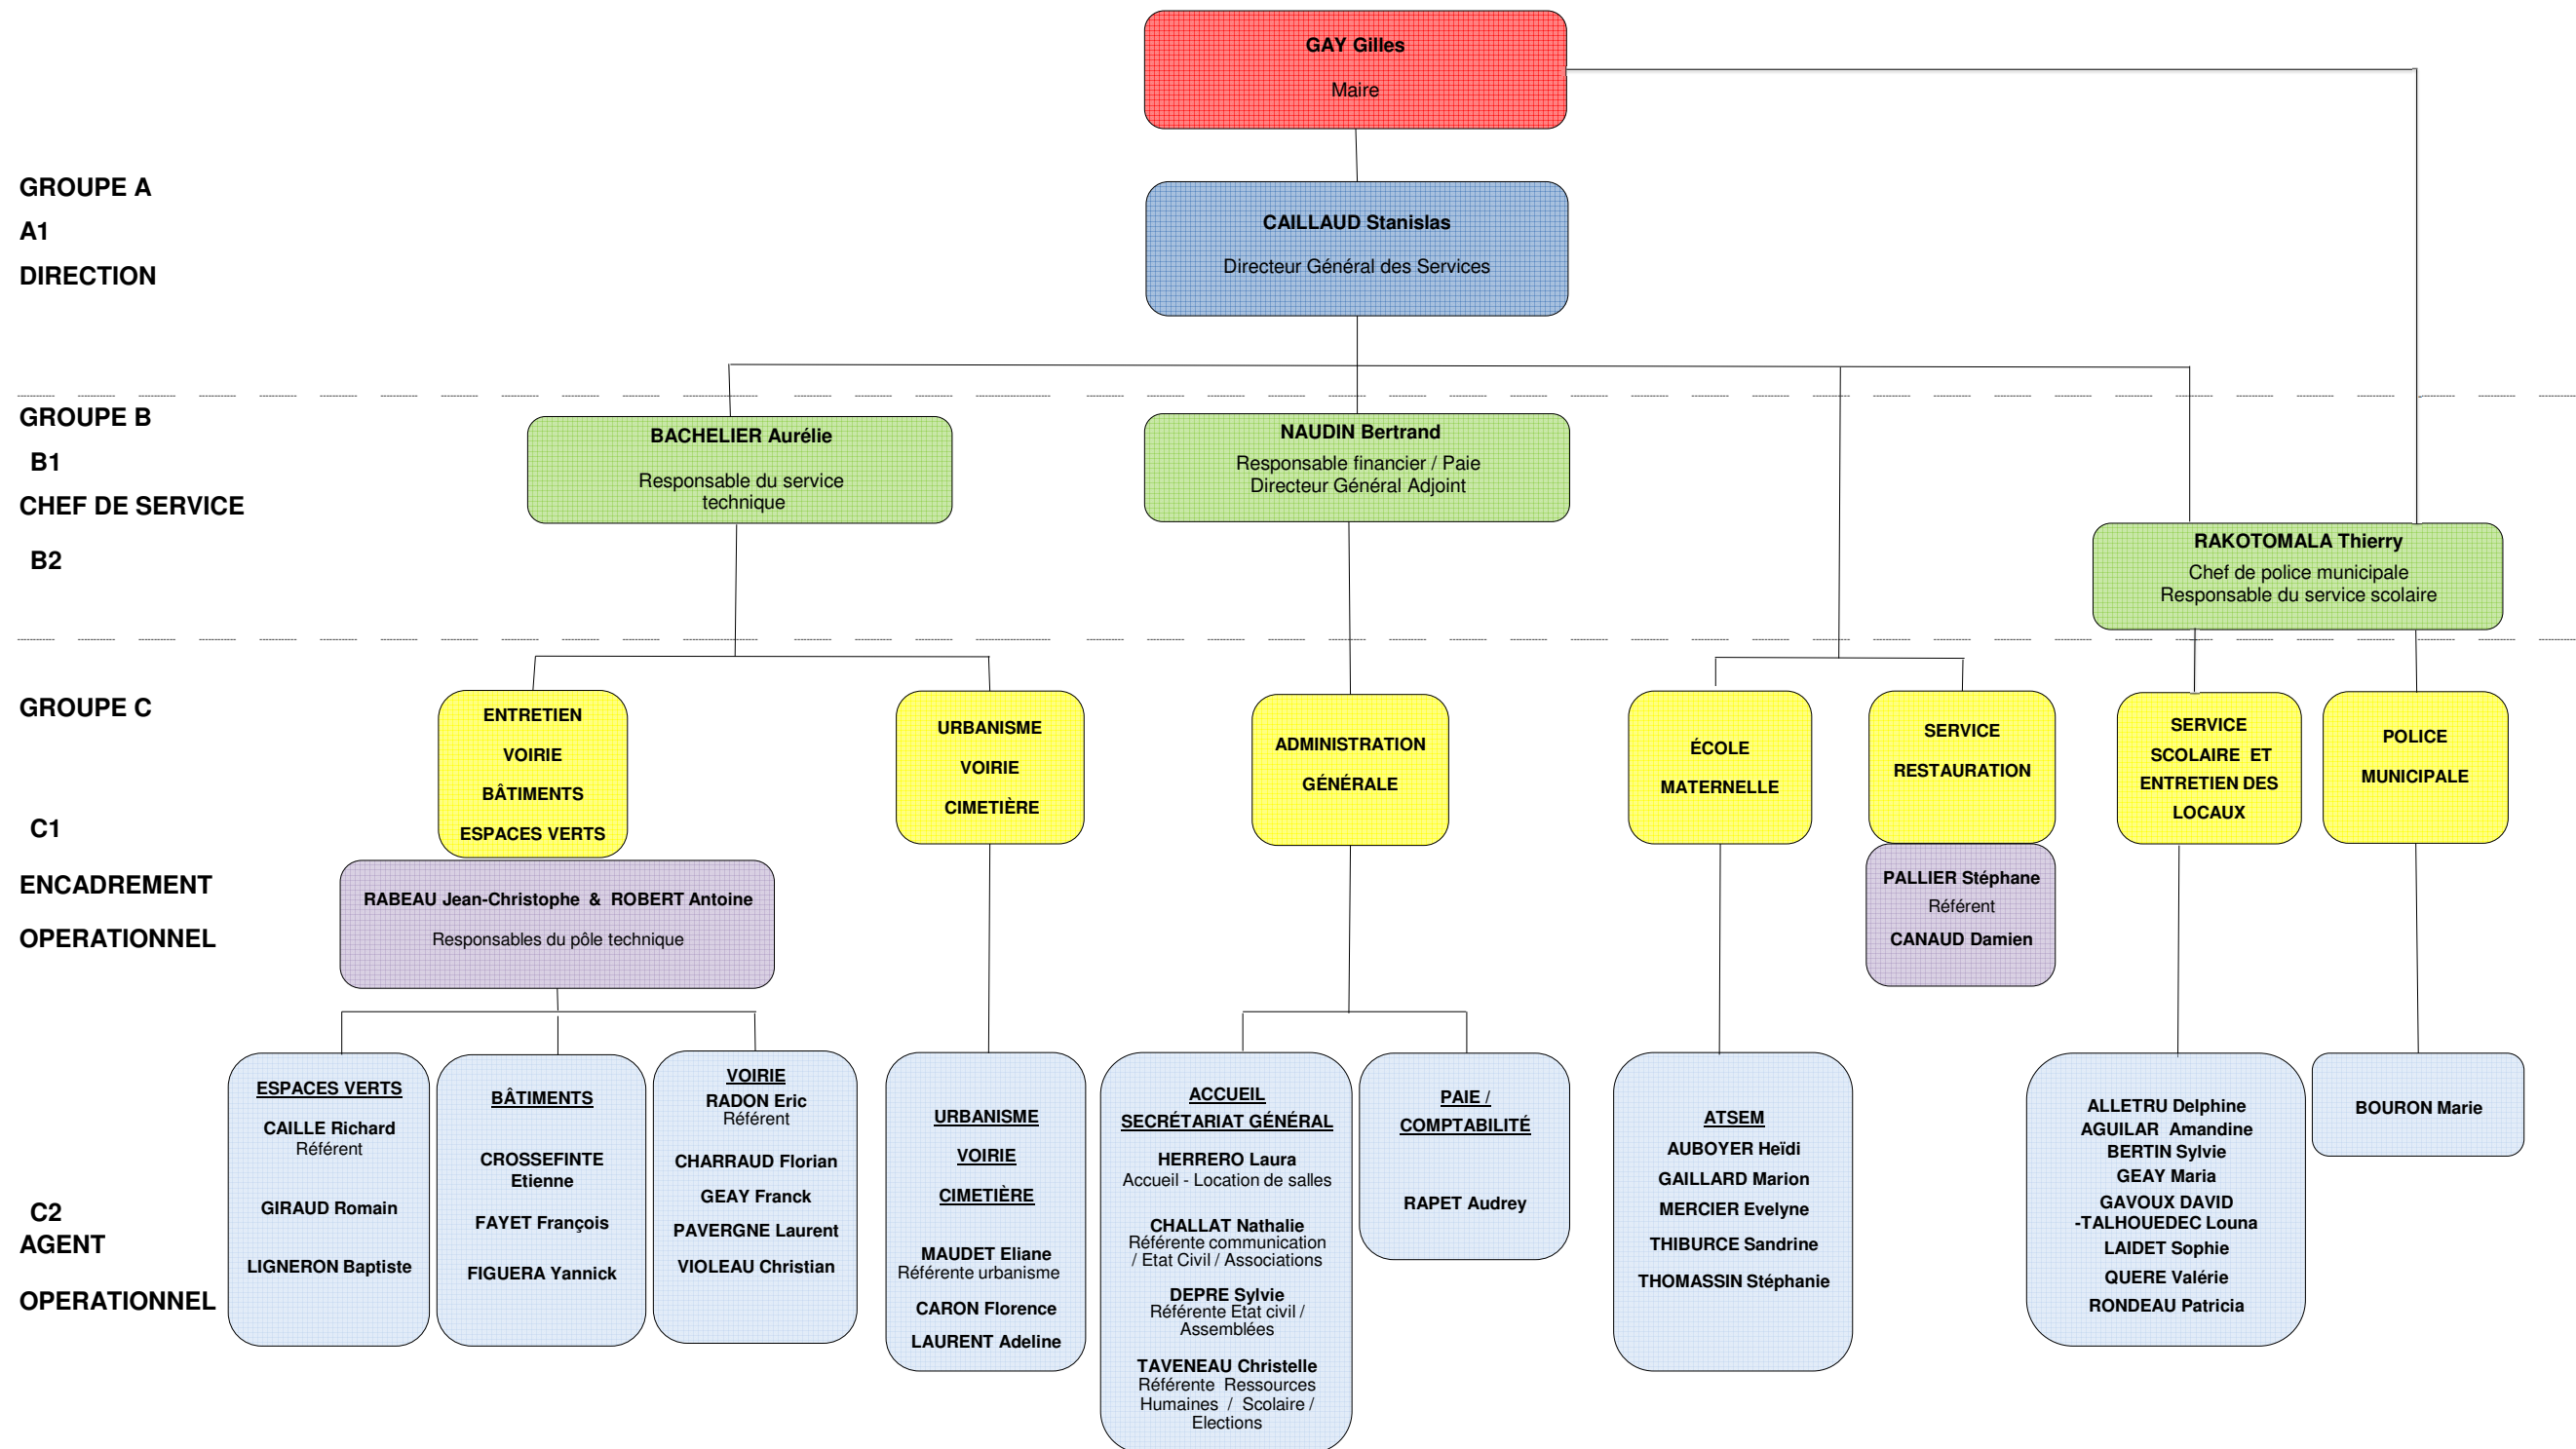 GAY Gilles
Maire
GROUPE A
A1
DIRECTION
CAILLAUD Stanislas
Directeur Général des Services
GROUPE B
B1
CHEF DE SERVICE
B2
BACHELIER Aurélie
Responsable du service
technique
NAUDIN Bertrand
Responsable financier / Paie
Directeur Général Adjoint
RAKOTOMALA Thierry
Chef de police municipale
Responsable du service scolaire
GROUPE C
C1
ENCADREMENT
OPERATIONNEL
ENTRETIEN
VOIRIE
BÂTIMENTS
ESPACES VERTS
URBANISME
VOIRIE
CIMETIÈRE
ADMINISTRATION
GÉNÉRALE
ÉCOLE
MATERNELLE
SERVICE
RESTAURATION
SERVICE
SCOLAIRE ET
ENTRETIEN DES
LOCAUX
POLICE
MUNICIPALE
RABEAU Jean-Christophe & ROBERT Antoine
Responsables du pôle technique
PALLIER Stéphane
Référent
CANAUD Damien
C2
AGENT
OPERATIONNEL
ESPACES VERTS
CAILLE Richard
Référent
GIRAUD Romain
LIGNERON Baptiste
BÂTIMENTS
CROSSEFINTE
Etienne
FAYET François
FIGUERA Yannick
VOIRIE
RADON Eric
Référent
CHARRAUD Florian
GEAY Franck
PAVERGNE Laurent
VIOLEAU Christian
URBANISME
VOIRIE
CIMETIÈRE
MAUDET Eliane
Référente urbanisme
CARON Florence
LAURENT Adeline
ACCUEIL
SECRÉTARIAT GÉNÉRAL
HERRERO Laura
Accueil - Location de salles
CHALLAT Nathalie
Référente communication
/ Etat Civil / Associations
DEPRE Sylvie
Référente Etat civil /
Assemblées
TAVENEAU Christelle
Référente Ressources
Humaines / Scolaire /
Elections
PAIE /
COMPTABILITÉ
RAPET Audrey
ATSEM
AUBOYER Heïdi
GAILLARD Marion
MERCIER Evelyne
THIBURCE Sandrine
THOMASSIN Stéphanie
ALLETRU Delphine
AGUILAR Amandine
BERTIN Sylvie
GEAY Maria
GAVOUX DAVID
-TALHOUEDEC Louna
LAIDET Sophie
QUERE Valérie
RONDEAU Patricia
BOURON Marie